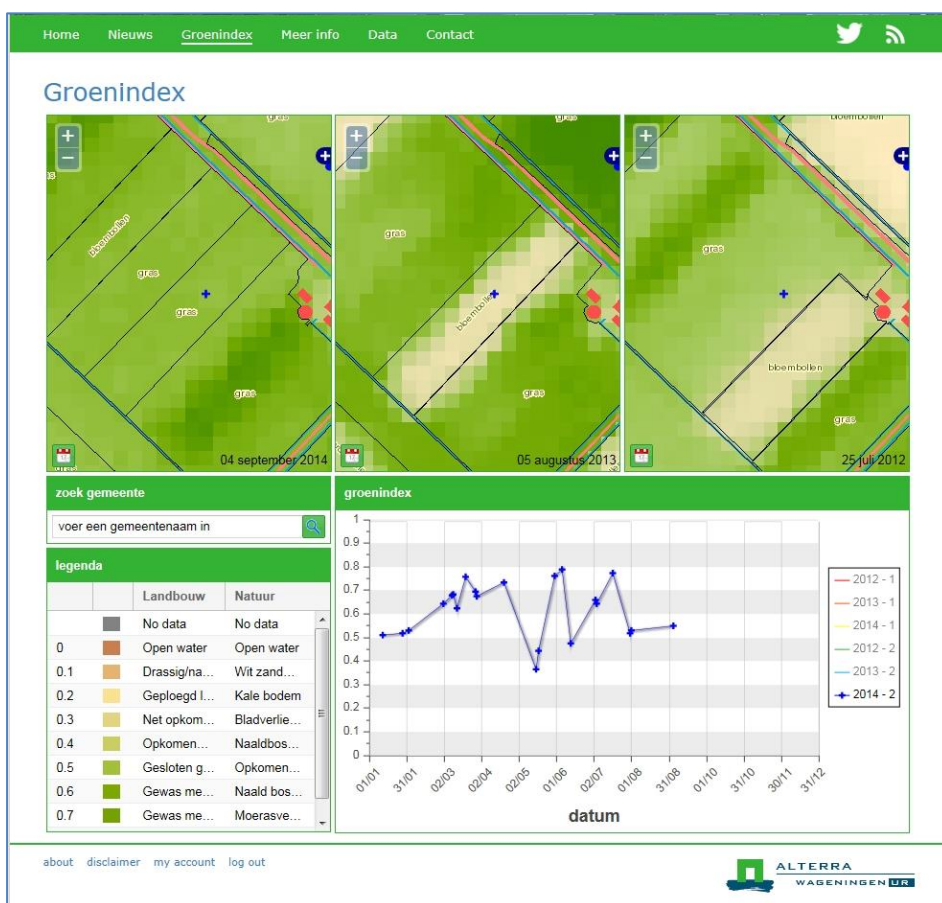 Home Nieuws Groenindex Meer info Data Contact
Groenindex
+
−
bloembollen
gras
gras
gras
04 september 2014
+
−
gras
gras
bloembollen
gras
05 augustus 2013
+
−
bloembollen
gras
bloembollen
gras
25 juli 2012
zoek gemeente
voer een gemeentenaam in
legenda
Landbouw Natuur
No data No data
0 Open water Open water
0.1 Drassig/na... Wit zand...
0.2 Geploegd l... Kale bodem
0.3 Net opkom... Bladverlie...
0.4 Opkomen... Naaldbos...
0.5 Gesloten g... Opkomen...
0.6 Gewas me... Naald bos...
0.7 Gewas me... Moerasve...
groenindex
1
0.9
0.8
0.7
0.6
0.5
0.4
0.3
0.2
0.1
0
01/01 31/01 02/03 02/04 02/05 01/06 02/07 01/08 31/08 01/10 31/10 30/11 31/12
datum
2012 - 1
2013 - 1
2014 - 1
2012 - 2
2013 - 2
2014 - 2
about disclaimer my account log out
ALTERRA
WAGENINGEN UR